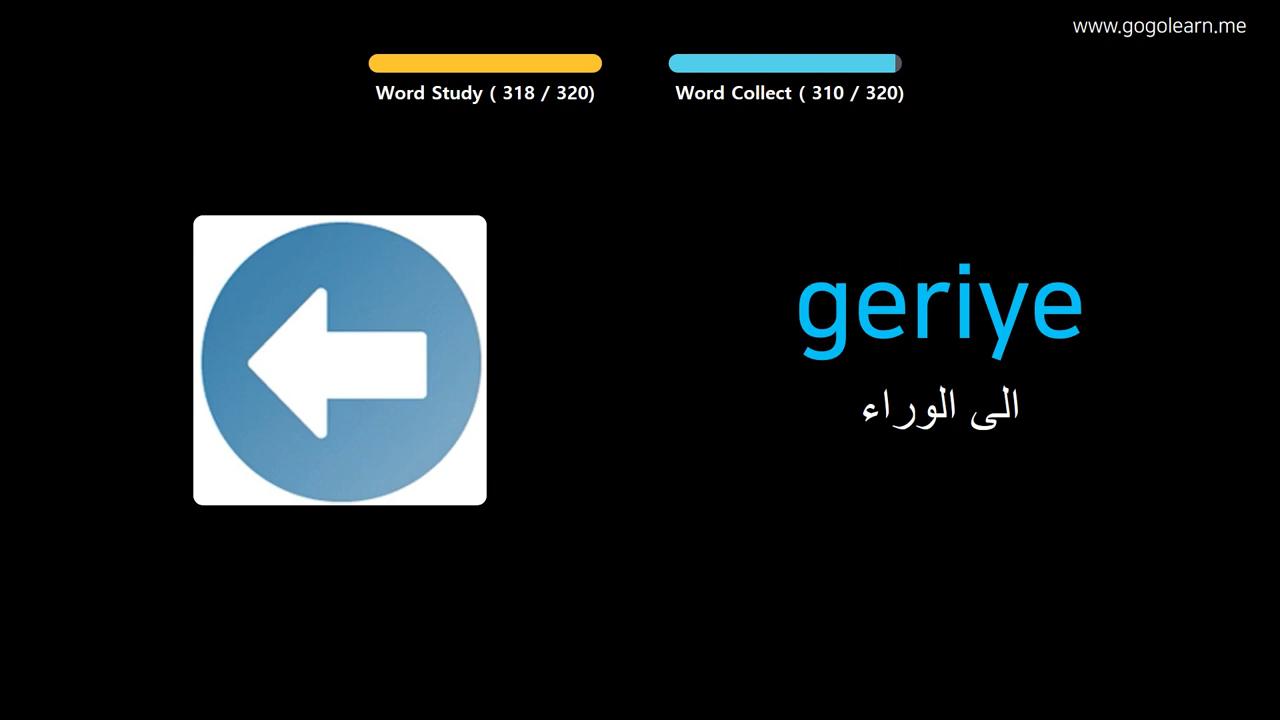 www.gogolearn.me
Word Study ( 318 / 320)
Word Collect ( 310 / 320)
geriye
الى الوراء